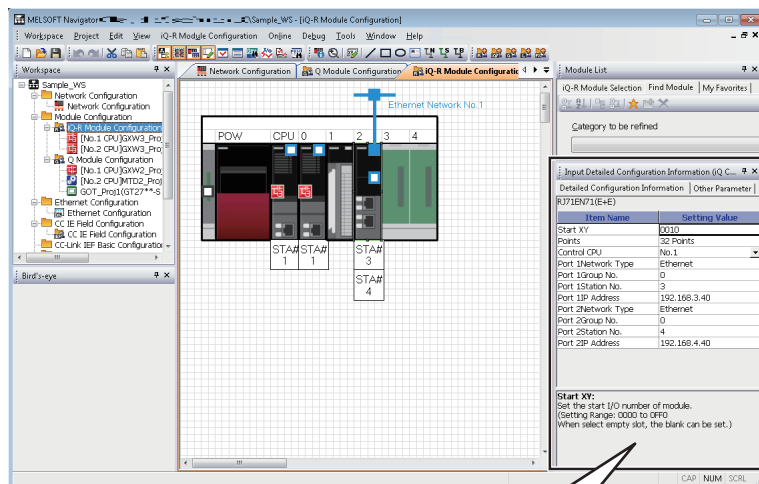 MELSOFT Navigator
\Sample_WS - [iQ-R Module Configuration]
Workspace Project Edit View iQ-R Module Configuration Online Debug Tools Window Help
Workspace
Sample_WS
Network Configuration
Network Configuration
Module Configuration
iQ-R Module Configuration
[No.1 CPU]GXW3_Proj
[No.2 CPU]GXW3_Proj
Q Module Configuration
[No.1 CPU]GXW2_Proj
[No.2 CPU]MTD2_Proj
GOT_Proj1(GT27**-S
Ethernet Configuration
Ethernet Configuration
CC IE Field Configuration
CC IE Field Configuration
CC-Link IEF Basic Configuration
Bird's-eye
Network Configuration Q Module Configuration iQ-R Module Configuratic
Ethernet Network No.1
POW CPU 0 1 2 3 4
STA# STA# STA#
1 1 3
STA#
4
Module List
iQ-R Module Selection Find Module My Favorites
Category to be refined
Input Detailed Configuration Information (iQ C...
Detailed Configuration Information Other Parameter
RJ71EN71(E+E)
Item Name Setting Value
Start XY 0010
Points 32 Points
Control CPU No.1
Port 1Network Type Ethernet
Port 1Group No. 0
Port 1Station No. 3
Port 1IP Address 192.168.3.40
Port 2Network Type Ethernet
Port 2Group No. 0
Port 2Station No. 4
Port 2IP Address 192.168.4.40
Start XY:
Set the start I/O number of module.
(Setting Range: 0000 to 0FF0
When select empty slot, the blank can be set.)
CAP NUM SCRL